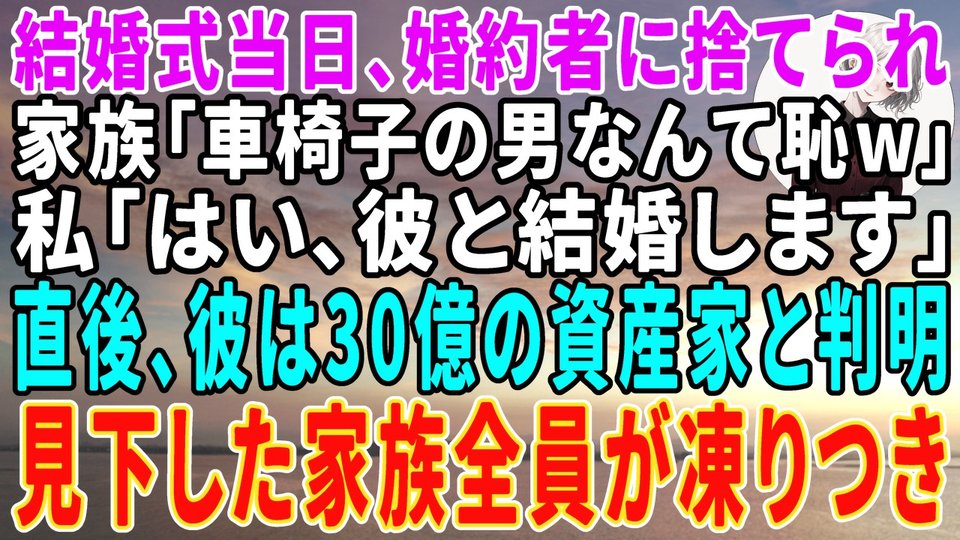 結婚式当日、婚約者に捨てられ
家族「車椅子の男なんて恥w」
私「はい、彼と結婚します」
直後、彼は30億の資産家と判明
見下した家族全員が凍りつき